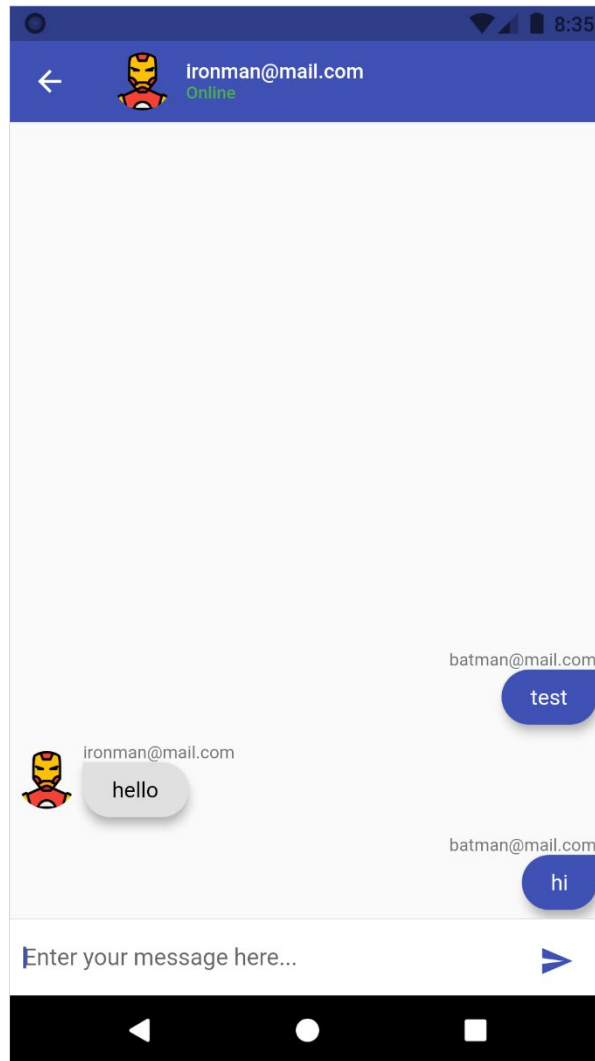 8:35
ironman@mail.com
Online
batman@mail.com
test
ironman@mail.com
hello
batman@mail.com
hi
Enter your message here...